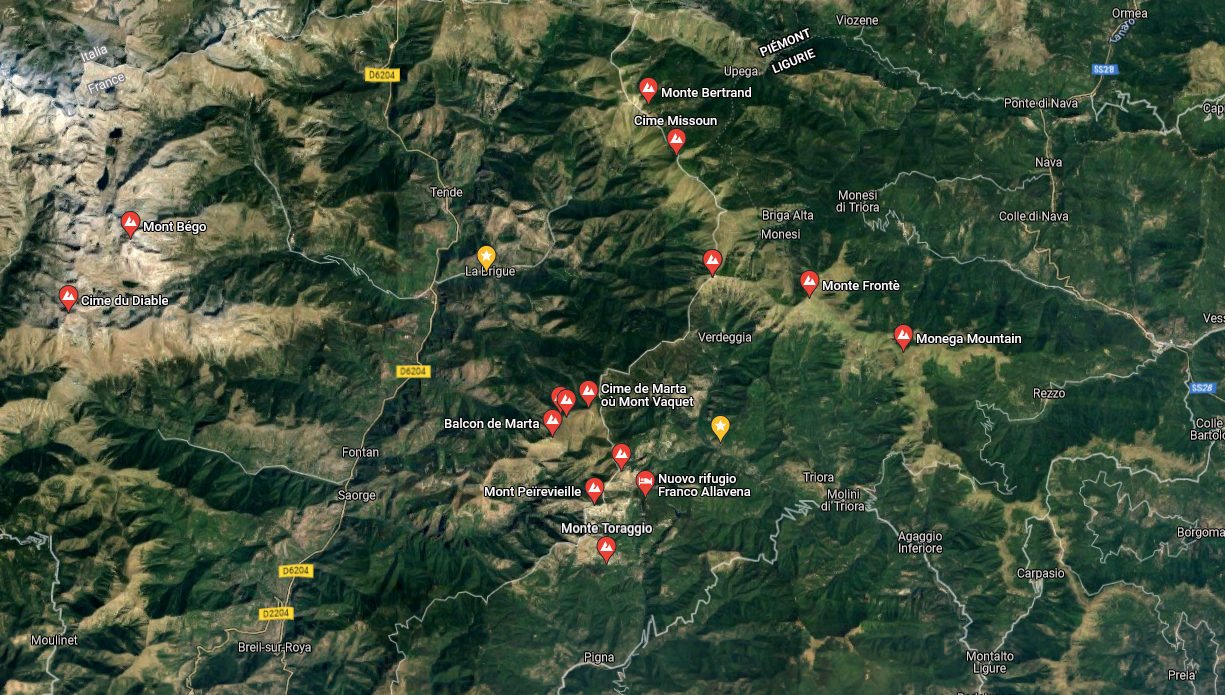 Viozene
Ormea
Tanaro
PIÉMONT
LIGURIE
Italia
France
D6204
Upega
SS28
Monte Bertrand
Ponte di Nava
Cap
Cime Missoun
Nava
Tende
Monesi
di Triora
Mont Bégo
Briga Alta
Colle di Nava
Monesi
La Brigue
Cime du Diable
Monte Frontè
Vess
Verdeggia
Monega Mountain
D6204
Cime de Marta
où Mont Vaquet
SS28
Rezzo
Balcon de Marta
Colle
Bartolo
Fontan
Triora
Nuovo rifugio
Franco Allavena
Mont Peïrevieille
Saorge
Molini
di Triora
Monte Toraggio
Agaggio
Inferiore
Borgoma
D6204
Carpasio
D2204
Moulinet
Breil-sur-Roya
Pigna
Montalto
Ligure
Prela'